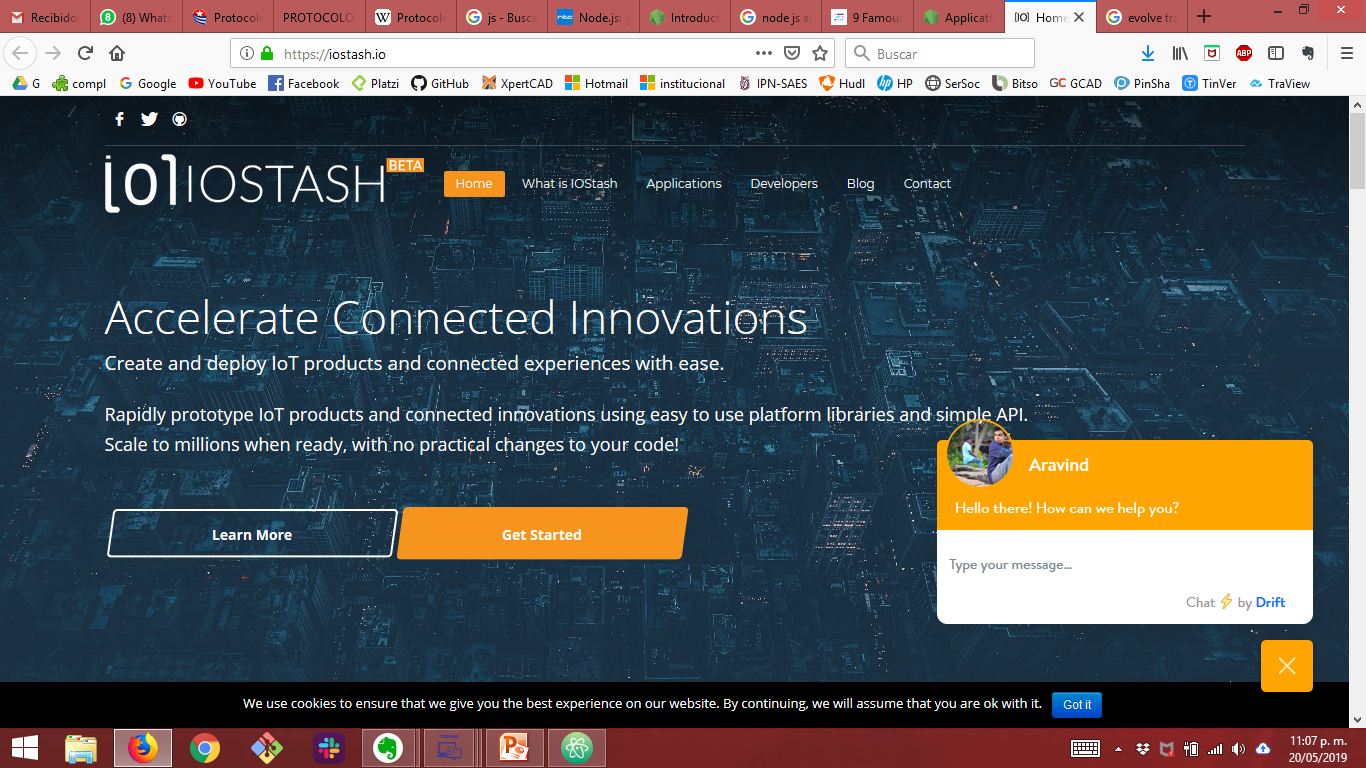 Recibidos
(8) Whats
Protocolo
PROTOCOLO
Protocolo
js - Busca
Node.js:
Introduct
node js a
9 Famous
Applicati
Home
evolve tra
https://iostash.io
Buscar
G
compl
Google
YouTube
Facebook
Platzi
GitHub
XpertCAD
Hotmail
institucional
IPN-SAES
Hudl
HP
SerSoc
Bitso
GC GCAD
PinSha
TinVer
TraView
IOSTASH
BETA
Home
What is IOStash
Applications
Developers
Blog
Contact
Accelerate Connected Innovations
Create and deploy IoT products and connected experiences with ease.
Rapidly prototype IoT products and connected innovations using easy to use platform libraries and simple API.
Scale to millions when ready, with no practical changes to your code!
Learn More
Get Started
Aravind
Hello there! How can we help you?
Type your message...
Chat ⚡ by Drift
We use cookies to ensure that we give you the best experience on our website. By continuing, we will assume that you are ok with it.
Got it
11:07 p. m.
20/05/2019